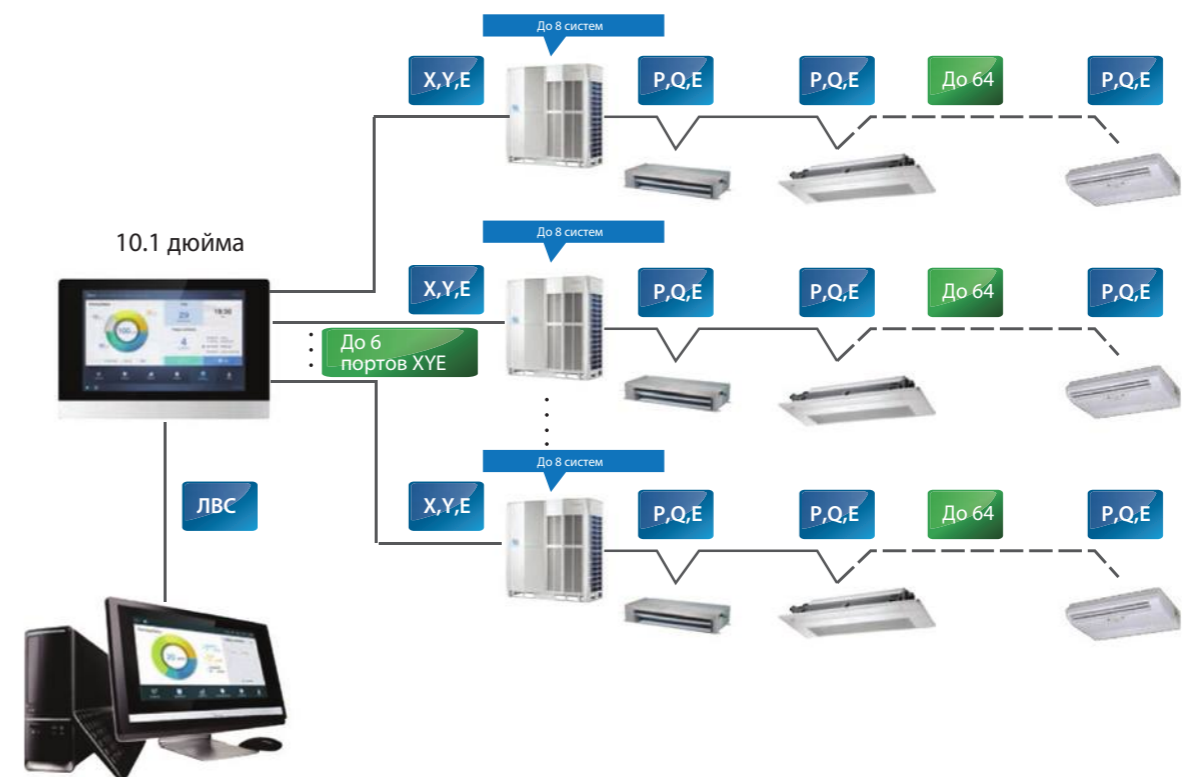 До 8 систем
X,Y,E
P,Q,E
P,Q,E
До 64
P,Q,E
10.1 дюйма
До 8 систем
X,Y,E
P,Q,E
P,Q,E
До 64
P,Q,E
До 6
портов XYE
До 8 систем
ЛВС
X,Y,E
P,Q,E
P,Q,E
До 64
P,Q,E